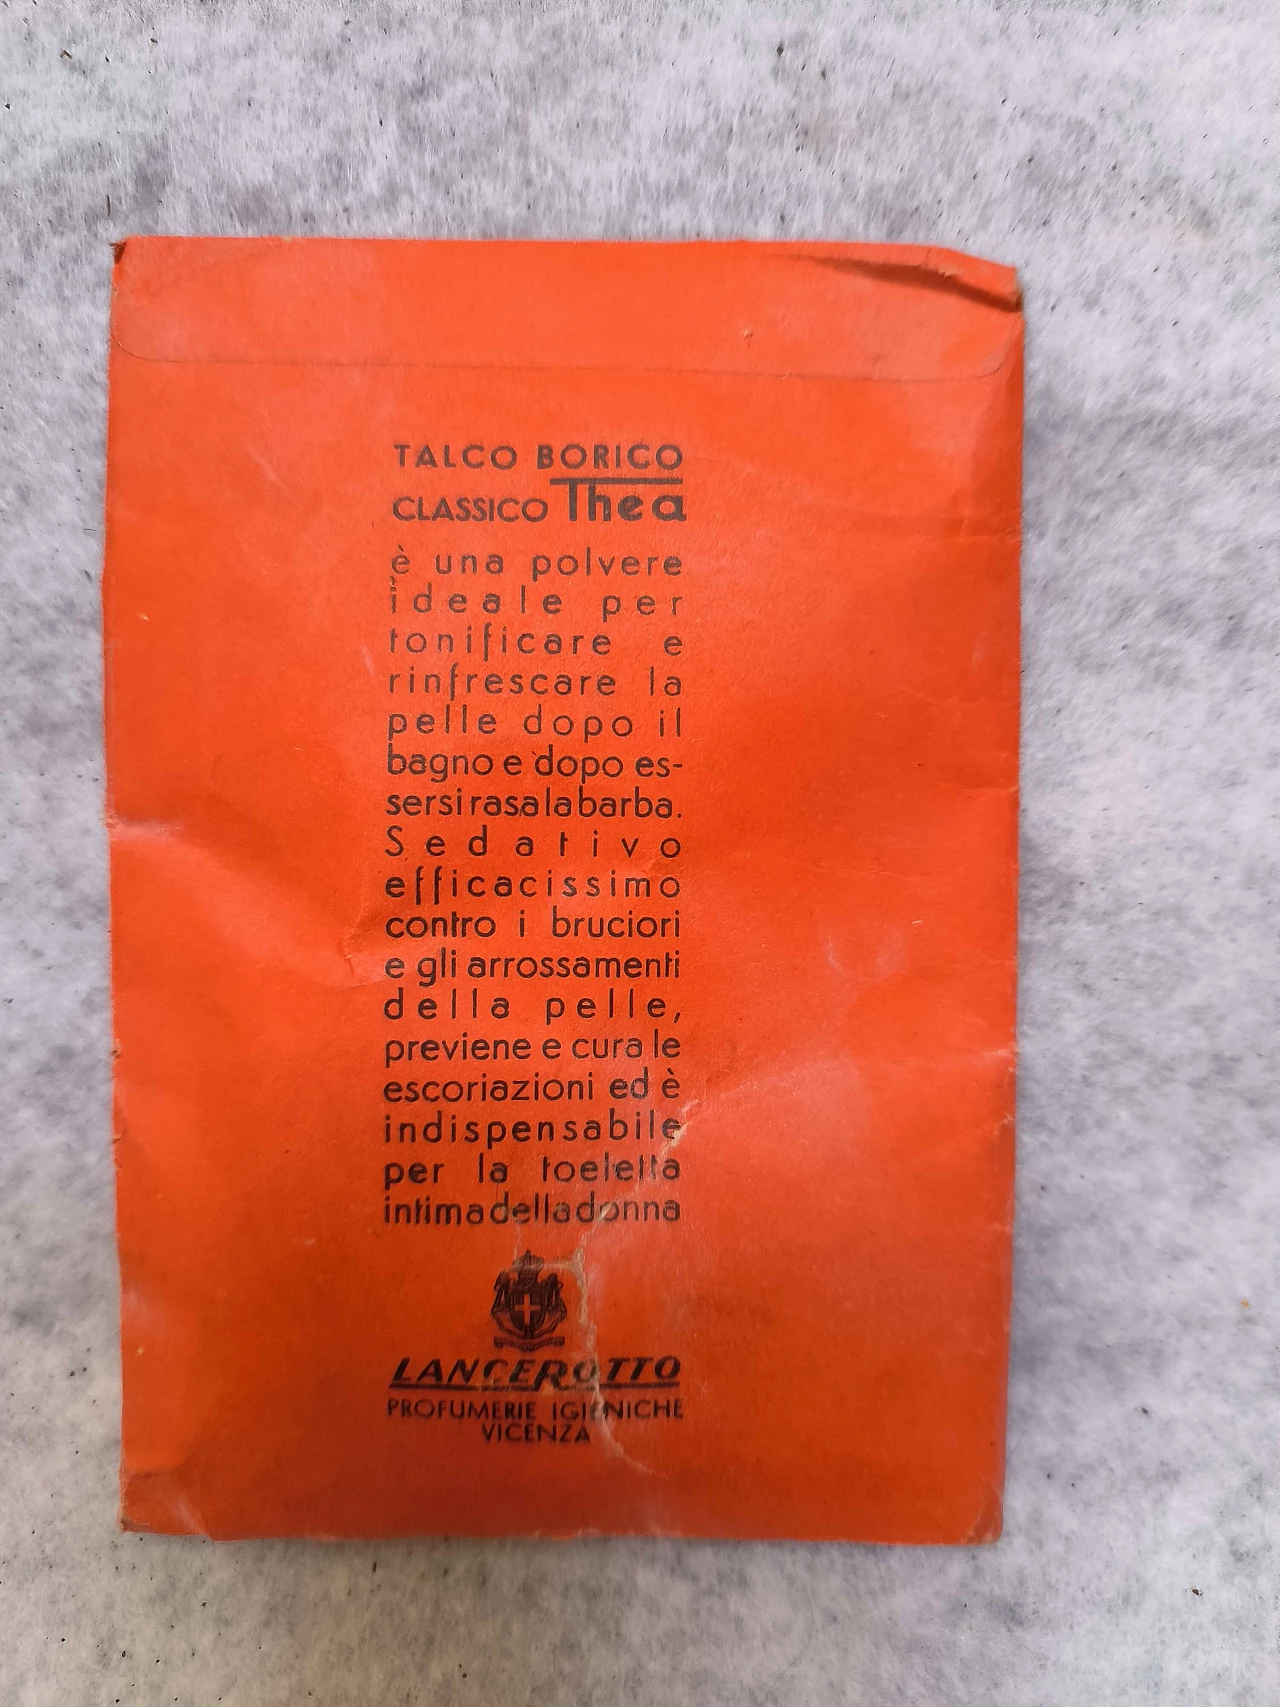 TALCO BORICO
CLASSICO Thea
è una polvere
ideale per
tonificare e
rinfrescare la
pelle dopo il
bagno e dopo es-
sersi rasa la barba.
Sedativo
efficacissimo
contro i bruciori
e gli arrossamenti
della pelle,
previene e cura le
escoriazioni ed è
indispensabile
per la toeletta
intima della donna
LANCEROTTO
PROFUMERIE IGIENICHE
VICENZA